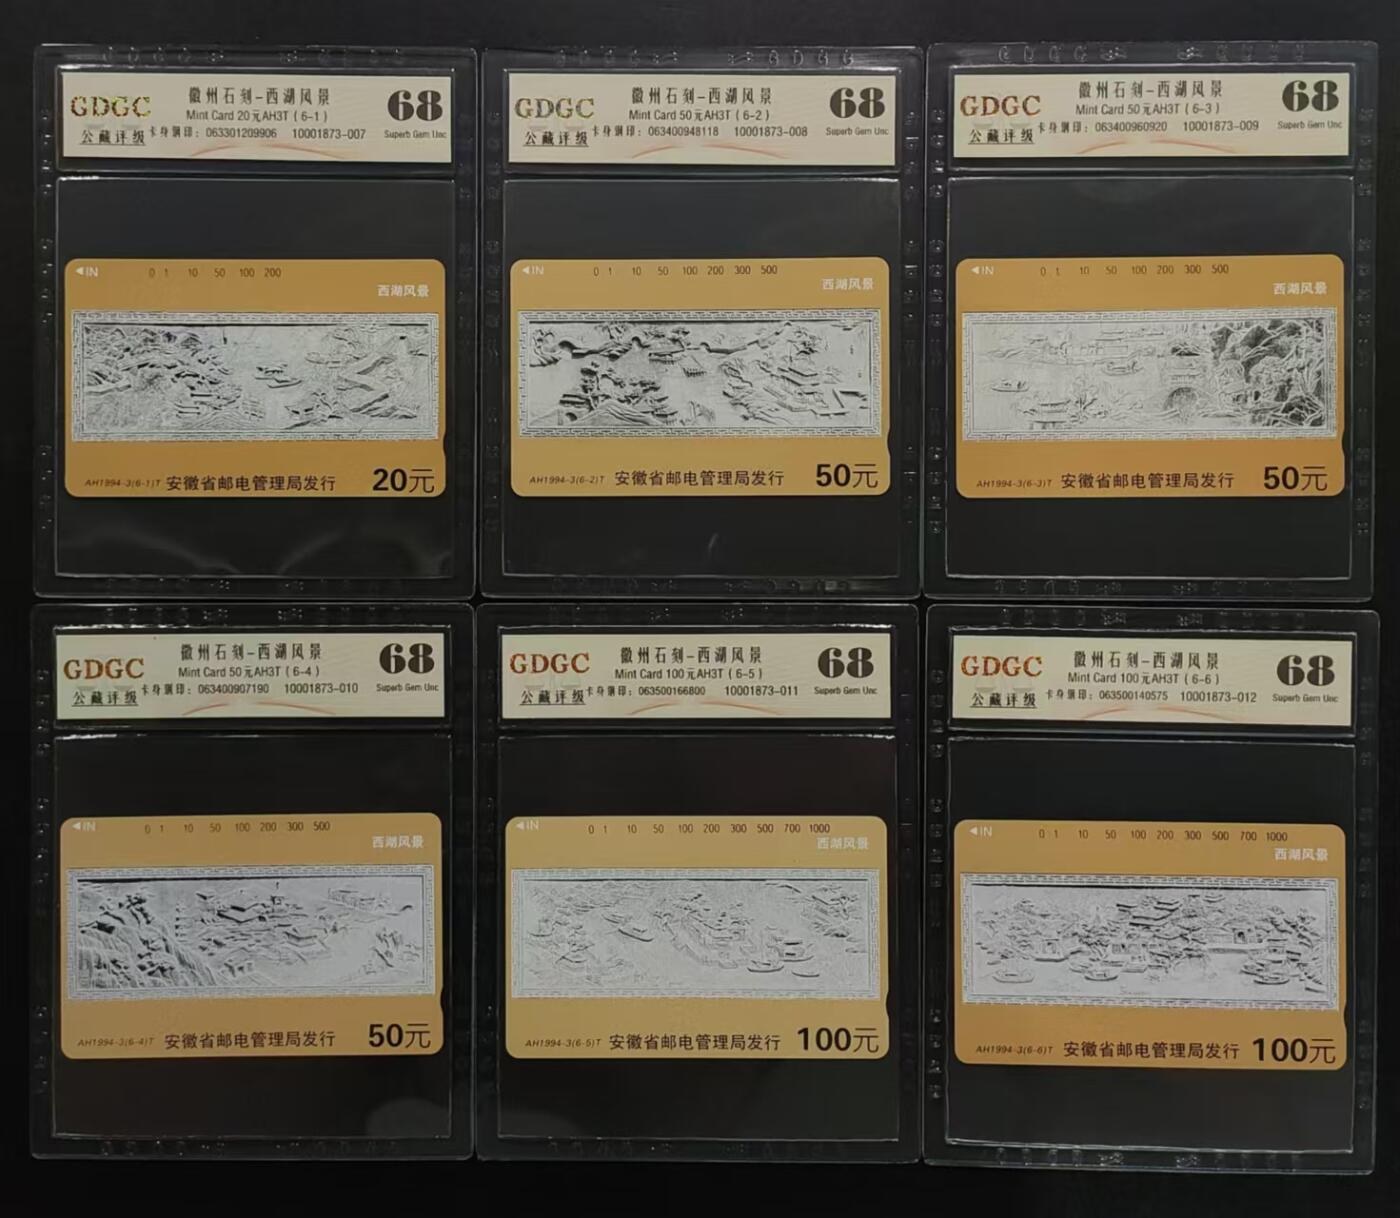 GDGC
公藏评级
徽州石刻-西湖风景
Mint Card 20元AH3T (6-1)
卡身钢印: 063301209906 10001873-007
68
Superb Gem Unc
◀IN 0 1 10 50 100 200
西湖风景
AH1994-3(6-1)T 安徽省邮电管理局发行 20元
GDGC
公藏评级
徽州石刻-西湖风景
Mint Card 50元AH3T (6-2)
卡身钢印: 063400948118 10001873-008
68
Superb Gem Unc
◀IN 0 1 10 50 100 200 300 500
西湖风景
AH1994-3(6-2)T 安徽省邮电管理局发行 50元
GDGC
公藏评级
徽州石刻-西湖风景
Mint Card 50元AH3T (6-3)
卡身钢印: 063400960920 10001873-009
68
Superb Gem Unc
◀IN 0 1 10 50 100 200 300 500
西湖风景
AH1994-3(6-3)T 安徽省邮电管理局发行 50元
GDGC
公藏评级
徽州石刻-西湖风景
Mint Card 50元AH3T (6-4)
卡身钢印: 063400907190 10001873-010
68
Superb Gem Unc
◀IN 0 1 10 50 100 200 300 500
西湖风景
AH1994-3(6-4)T 安徽省邮电管理局发行 50元
GDGC
公藏评级
徽州石刻-西湖风景
Mint Card 100元AH3T (6-5)
卡身钢印: 063500166800 10001873-011
68
Superb Gem Unc
◀IN 0 1 10 50 100 200 300 500 700 1000
西湖风景
AH1994-3(6-5)T 安徽省邮电管理局发行 100元
GDGC
公藏评级
徽州石刻-西湖风景
Mint Card 100元AH3T (6-6)
卡身钢印: 063500140575 10001873-012
68
Superb Gem Unc
◀IN 0 1 10 50 100 200 300 500 700 1000
西湖风景
AH1994-3(6-6)T 安徽省邮电管理局发行 100元